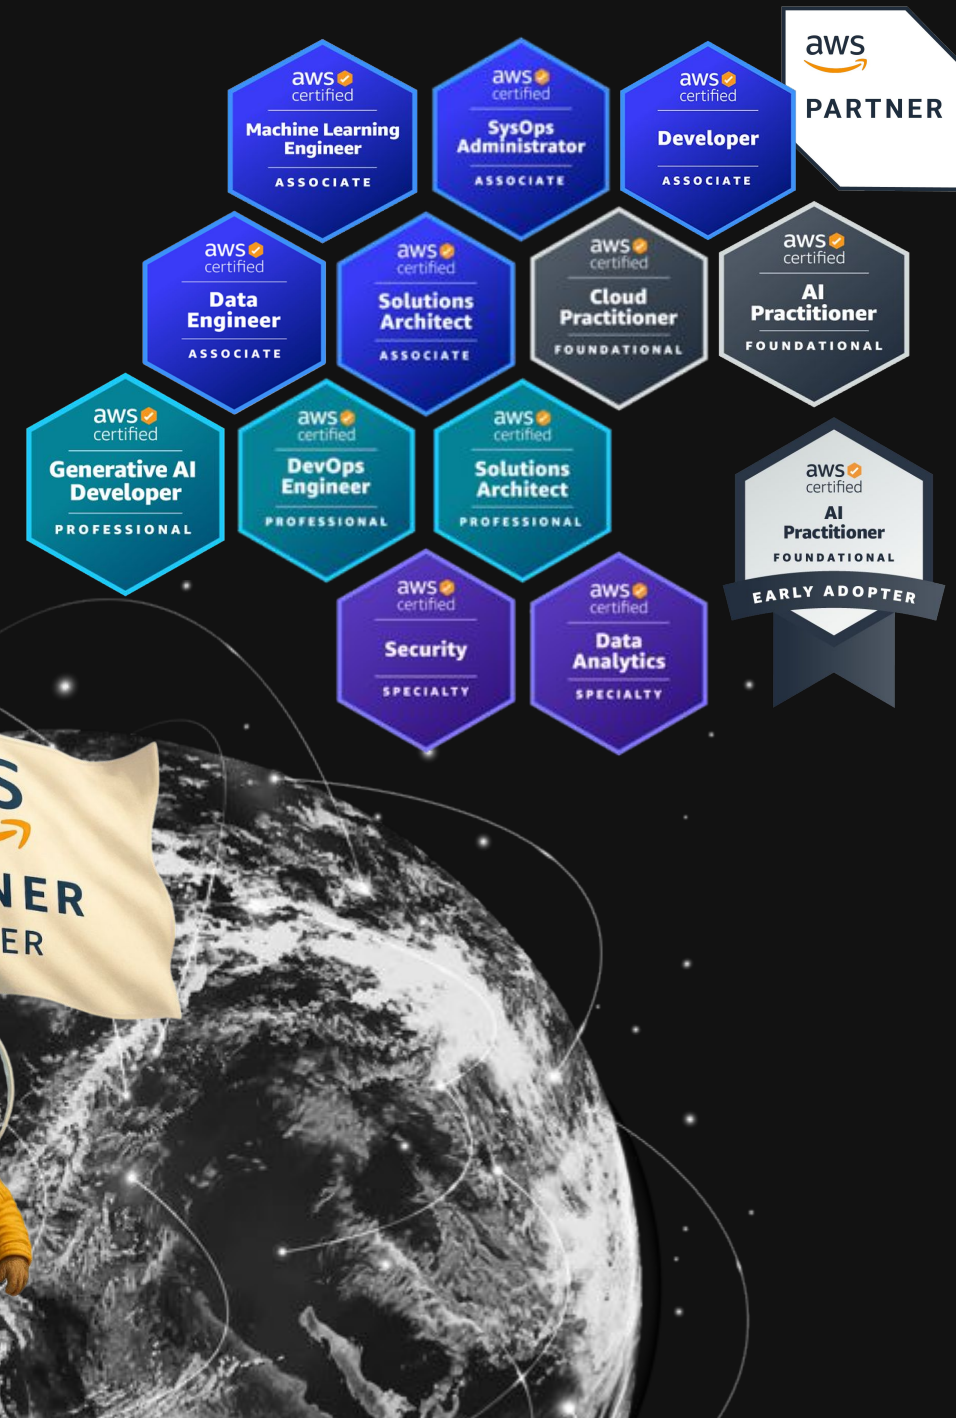 aws
PARTNER
aws
certified
Machine Learning
Engineer
ASSOCIATE
aws
certified
SysOps
Administrator
ASSOCIATE
aws
certified
Developer
ASSOCIATE
aws
certified
Data
Engineer
ASSOCIATE
aws
certified
Solutions
Architect
ASSOCIATE
aws
certified
Cloud
Practitioner
FOUNDATIONAL
aws
certified
AI
Practitioner
FOUNDATIONAL
aws
certified
Generative AI
Developer
PROFESSIONAL
aws
certified
DevOps
Engineer
PROFESSIONAL
aws
certified
Solutions
Architect
PROFESSIONAL
aws
certified
AI
Practitioner
FOUNDATIONAL
EARLY ADOPTER
aws
certified
Security
SPECIALTY
aws
certified
Data
Analytics
SPECIALTY
S
NER
ER